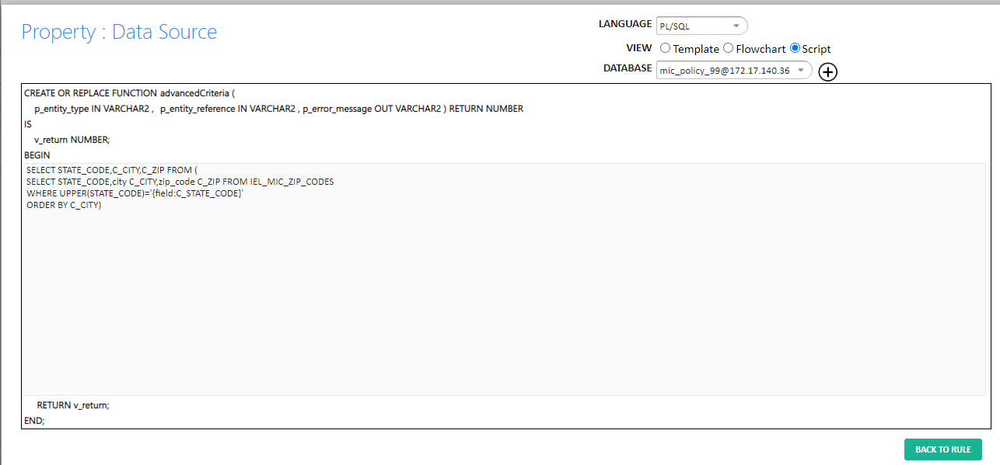 Property : Data Source
LANGUAGE PL/SQL
VIEW Template Flowchart Script
DATABASE mic_policy_99@172.17.140.36
CREATE OR REPLACE FUNCTION advancedCriteria (
p_entity_type IN VARCHAR2 , p_entity_reference IN VARCHAR2 , p_error_message OUT VARCHAR2 ) RETURN NUMBER
IS
v_return NUMBER;
BEGIN
SELECT STATE_CODE,C_CITY,C_ZIP FROM (
SELECT STATE_CODE,city C_CITY,zip_code C_ZIP FROM IEL_MIC_ZIP_CODES
WHERE UPPER(STATE_CODE)='{field:C_STATE_CODE}'
ORDER BY C_CITY)
RETURN v_return;
END;
BACK TO RULE